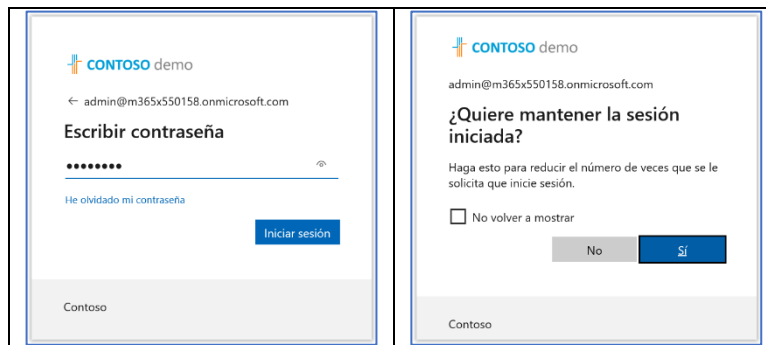 CONTOSO demo
← admin@m365x550158.onmicrosoft.com
Escribir contraseña
••••••••
He olvidado mi contraseña
Iniciar sesión
Contoso
CONTOSO demo
admin@m365x550158.onmicrosoft.com
¿Quiere mantener la sesión
iniciada?
Haga esto para reducir el número de veces que se le
solicita que inicie sesión.
No volver a mostrar
No Sí
Contoso